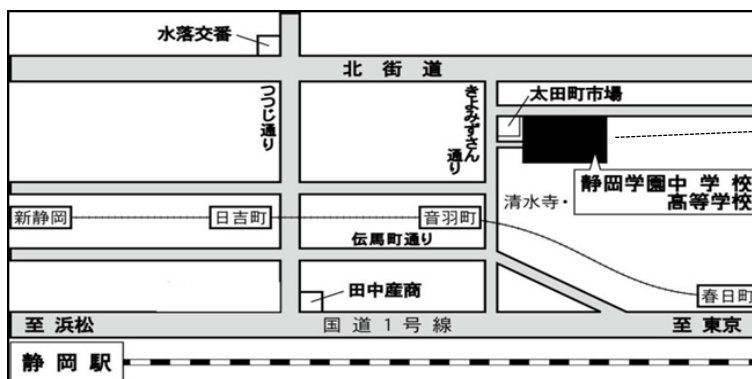 水落交番
北街道
つつじ通り
きよみずさん
通り
太田町市場
静岡学園中学校
高等学校
清水寺・
新静岡
日吉町
音羽町
伝馬町通り
田中産商
春日町
至 浜松
国道1号線
至 東京
静岡駅